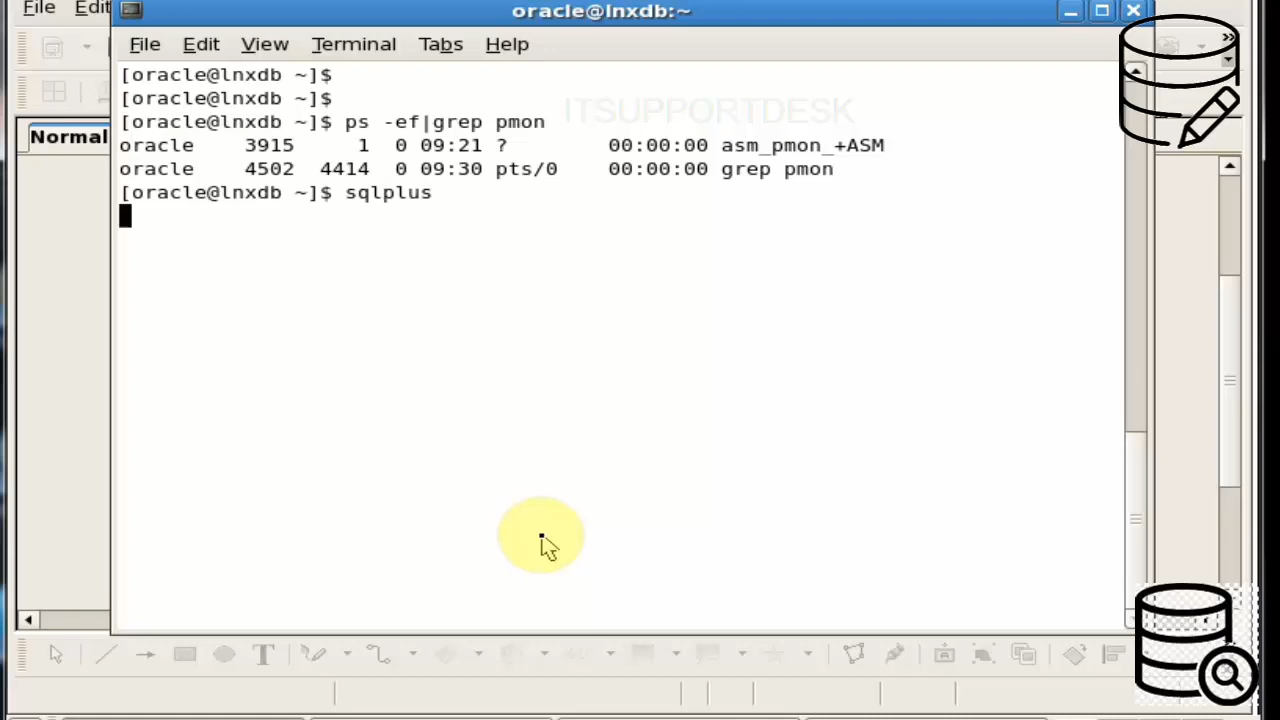 File Edit
oracle@lnxdb:~
File Edit View Terminal Tabs Help
[oracle@lnxdb ~]$
[oracle@lnxdb ~]$
ITSUPPORTDESK
[oracle@lnxdb ~]$ ps -ef|grep pmon
Normal
oracle 3915 1 0 09:21 ? 00:00:00 asm_pmon_+ASM
oracle 4502 4414 0 09:30 pts/0 00:00:00 grep pmon
[oracle@lnxdb ~]$ sqlplus